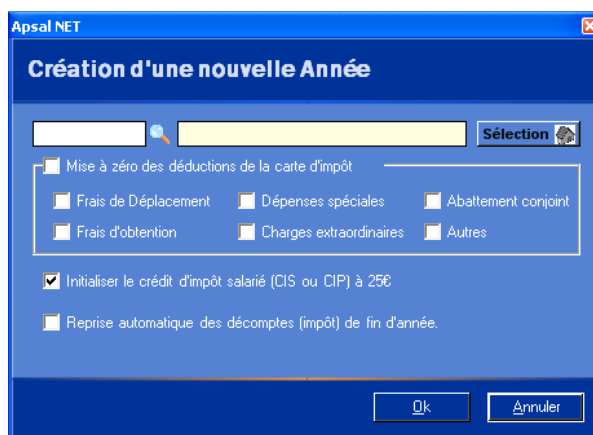 Apsal NET
Création d'une nouvelle Année
Sélection
Mise à zéro des déductions de la carte d'impôt
Frais de Déplacement Dépenses spéciales Abattement conjoint
Frais d'obtention Charges extraordinaires Autres
Initialiser le crédit d'impôt salarié (CIS ou CIP) à 25€
Reprise automatique des décomptes (impôt) de fin d'année.
Ok Annuler